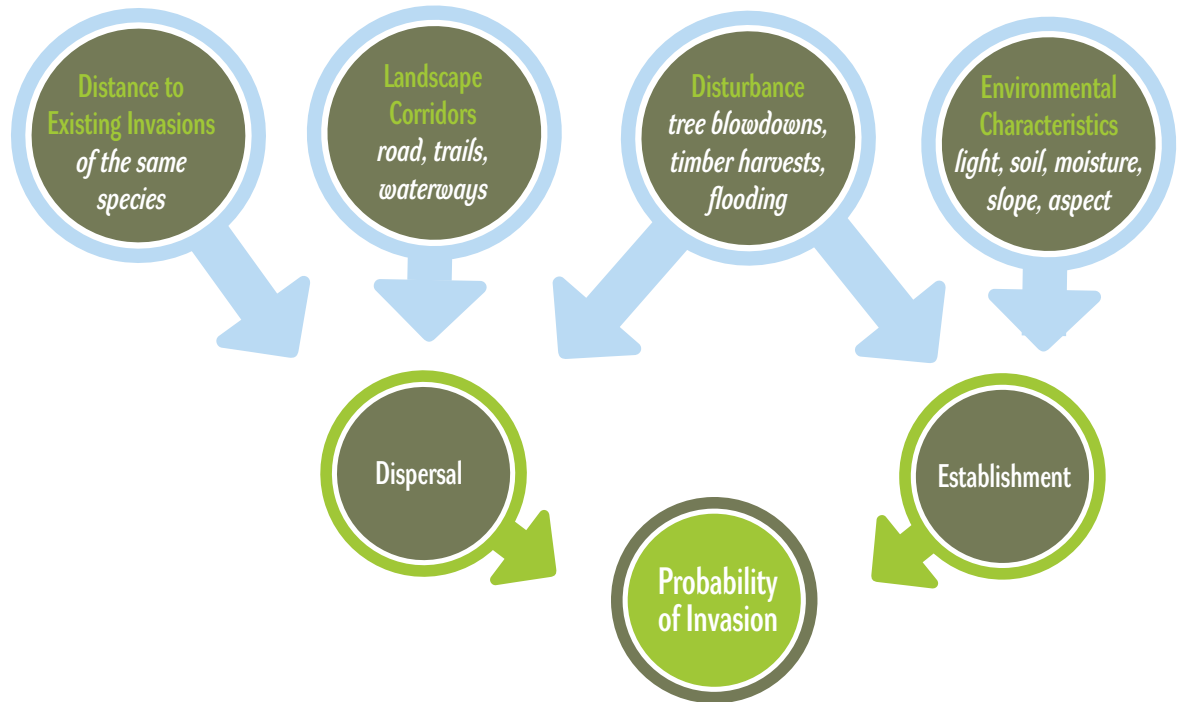 Distance to
Existing Invasions
of the same
species
Landscape
Corridors
road, trails,
waterways
Disturbance
tree blowdowns,
timber harvests,
flooding
Environmental
Characteristics
light, soil, moisture,
slope, aspect
Dispersal
Establishment
Probability
of Invasion